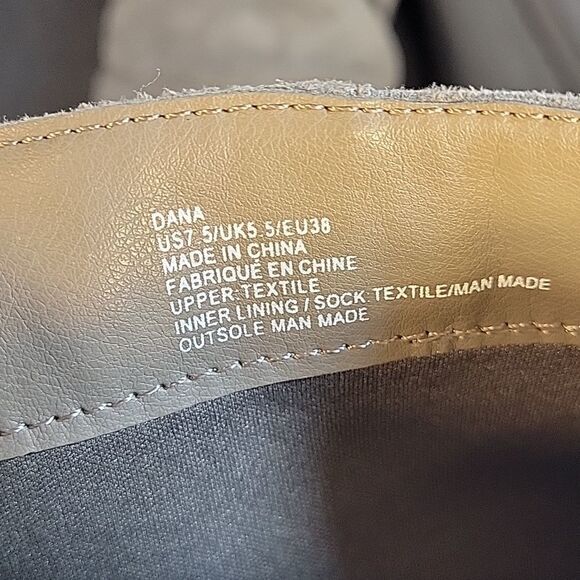 DANA
US7.5/UK5.5/EU38
MADE IN CHINA
FABRIQUÉ EN CHINE
UPPER:TEXTILE
INNER LINING / SOCK:TEXTILE/MAN MADE
OUTSOLE MAN MADE